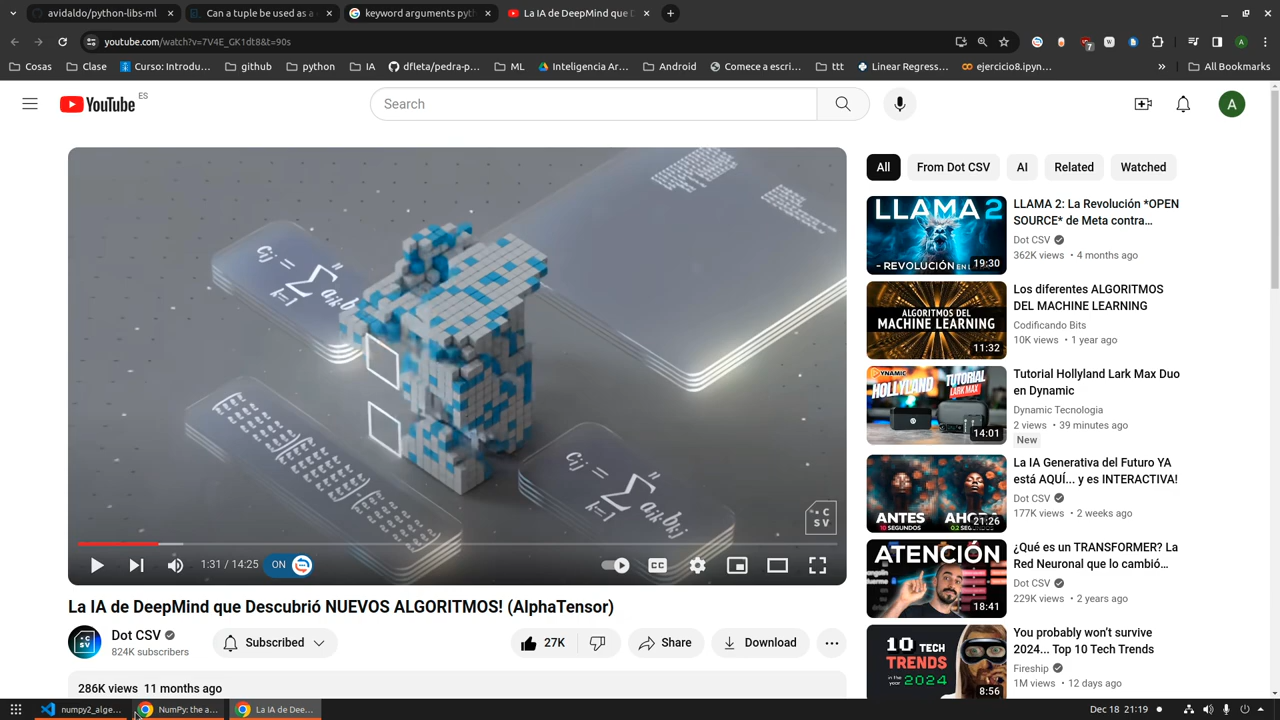 avidaldo/python-libs-ml
Can a tuple be used as a
keyword arguments pyt
La IA de DeepMind que D
youtube.com/watch?v=7V4E_GK1dt8&t=90s
7
Cosas
Clase
Curso: Introdu...
github
python
IA
dfleta/pedra-p...
ML
Inteligencia Ar...
Android
Comece a escri...
ttt
Linear Regress...
ejercicio8.ipyn...
All Bookmarks
YouTube ES
Search
A
All
From Dot CSV
AI
Related
Watched
LLAMA 2
- REVOLUCIÓN EN L
19:30
LLAMA 2: La Revolución *OPEN
SOURCE* de Meta contra...
Dot CSV
362K views • 4 months ago
ALGORITMOS DEL
MACHINE LEARNING
11:32
Los diferentes ALGORITMOS
DEL MACHINE LEARNING
Codificando Bits
10K views • 1 year ago
DYNAMIC
HOLLYLAND
TUTORIAL
LARK MAX
14:01
Tutorial Hollyland Lark Max Duo
en Dynamic
Dynamic Tecnologia
2 views • 39 minutes ago
New
ANTES
AHORA
21:26
La IA Generativa del Futuro YA
está AQUÍ... y es INTERACTIVA!
Dot CSV
177K views • 2 weeks ago
ATENCIÓN
18:41
¿Qué es un TRANSFORMER? La
Red Neuronal que lo cambió...
Dot CSV
229K views • 2 years ago
10 TECH
TRENDS
IN THE YEAR 2024
8:56
You probably won't survive
2024... Top 10 Tech Trends
Fireship
1M views • 12 days ago
C
SV
1:31 / 14:25
ON
CC
La IA de DeepMind que Descubrió NUEVOS ALGORITMOS! (AlphaTensor)
Dot CSV
824K subscribers
Subscribed
27K
Share
Download
286K views 11 months ago
numpy2_alge...
NumPy: the a...
La IA de Dee...
Dec 18 21:19